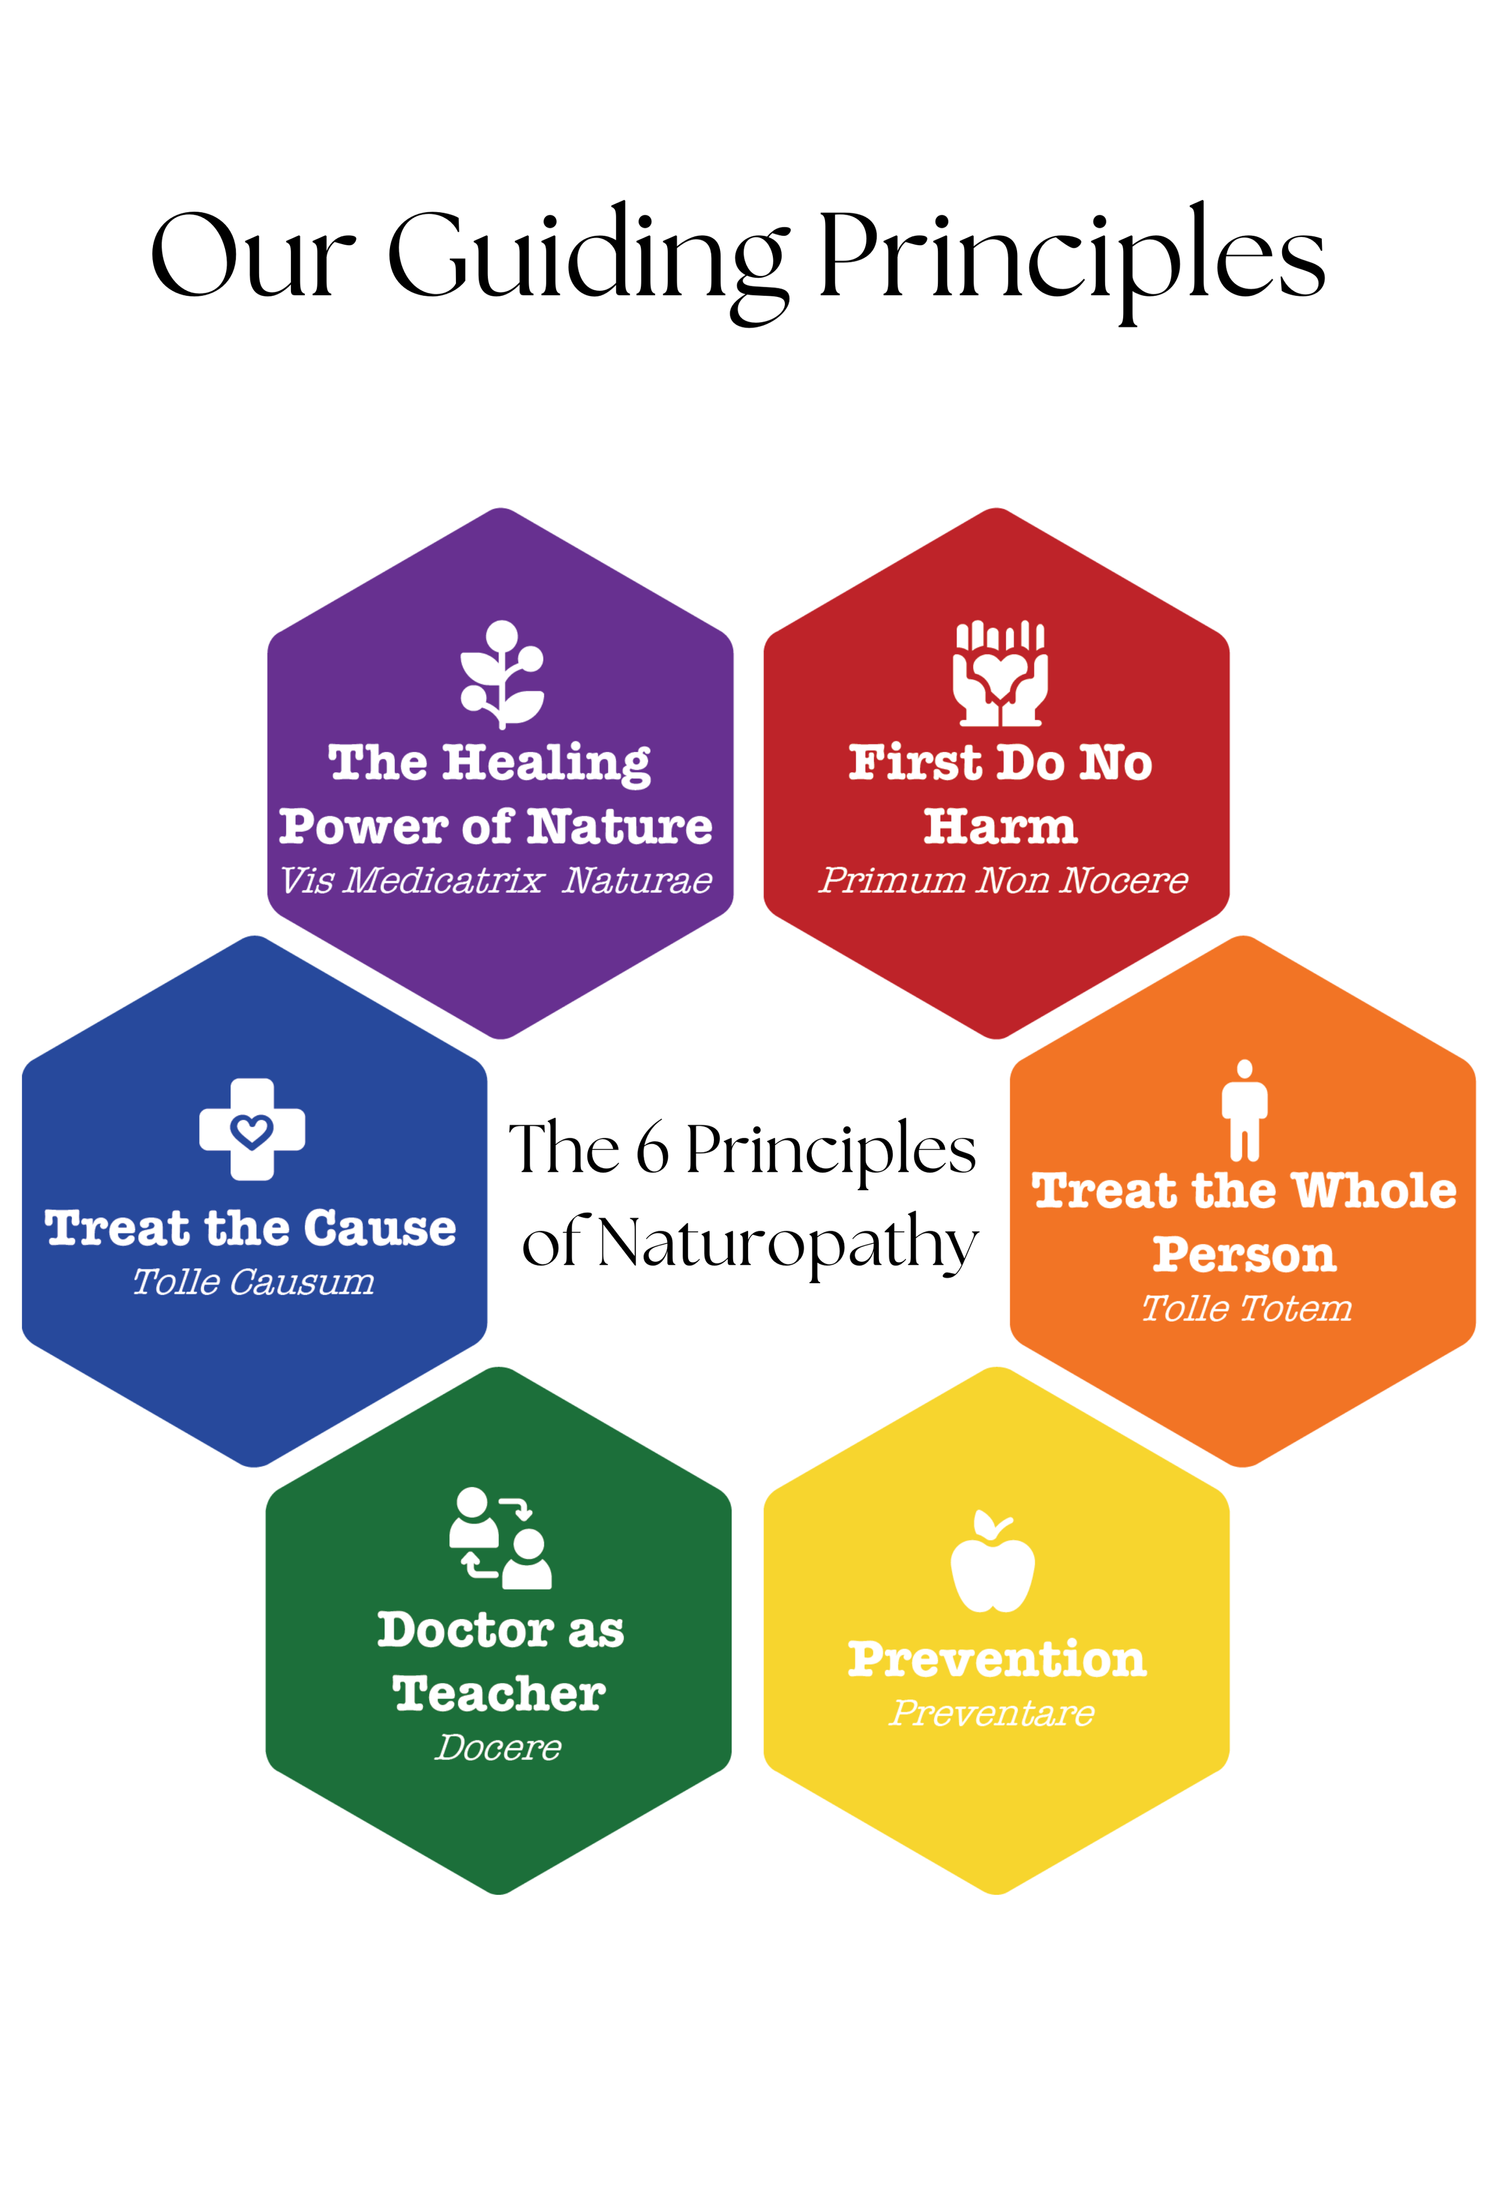 Our Guiding Principles
The Healing
Power of Nature
Vis Medicatrix Naturae
First Do No
Harm
Primum Non Nocere
Treat the Cause
Tolle Causum
The 6 Principles
of Naturopathy
Treat the Whole
Person
Tolle Totem
Doctor as
Teacher
Docere
Prevention
Preventare